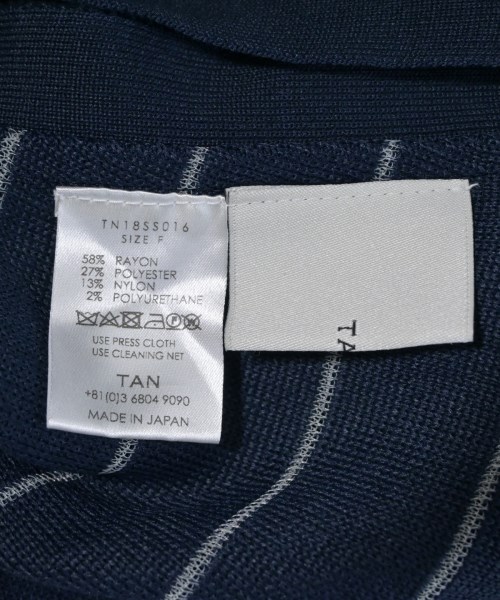 TN18SS016
SIZE F
58% RAYON
27% POLYESTER
13% NYLON
2% POLYURETHANE
USE PRESS CLOTH
USE CLEANING NET
TAN
+81(0)3 6804 9090
MADE IN JAPAN
TA